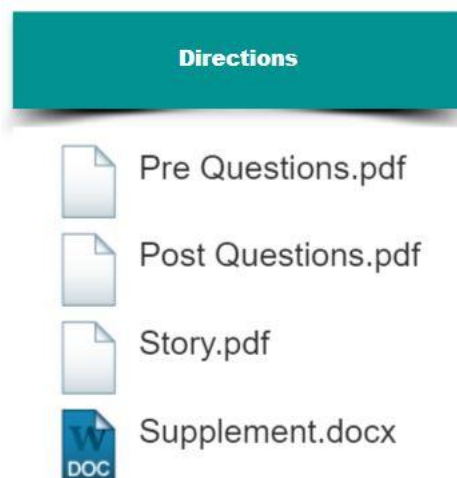 Directions
Pre Questions.pdf
Post Questions.pdf
Story.pdf
Supplement.docx
W
DOC